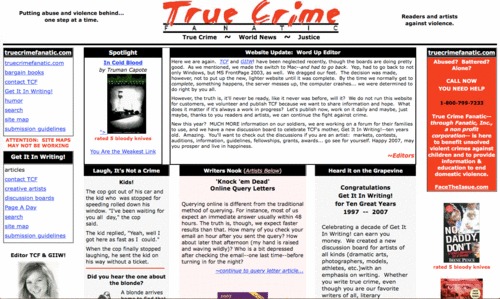 Putting abuse and violence behind...
one step at a time.
True Crime
FANATIC
True Crime ~ World News ~ Justice
Readers and artists
against violence.
truecrimefanatic.com
truecrimefanatic.com
bargain books
contact TCF
Get It In Writing!
humor
search
site map
submission guidelines
ATTENTION: SITE MAPS
MAY NOT BE WORKING
Get It In Writing!
articles
contact TCF
creative artists
discussion boards
Page A Day
search
site map
submission guidelines
Editor TCF & GIIW!
Spotlight
In Cold Blood
by Truman Capote
rated 5 bloody knives
You Are the Weakest Link
Website Update: Word Up Editor
Here we are again. TCF and GIIW! have been neglected recently, though the boards are doing pretty
good. As we mentioned, we made the switch to Mac--and had to go back. Yep, had to go back to not
only Windows, but MS FrontPage 2003, as well. We dragged our feet. The decision was made,
however, not to put up the new, lighter website until it was complete. By the time we normally get to
complete, something happens, the server messes up, the computer crashes... we were determined to
do right by you all.
However, the truth is, it'll never be ready, like it never was before, will it? We do not run this website
for customers, we volunteer and publish TCF because we want to share information and hope. What
does it matter if it's always a work in progress? Let's publish now, work on it daily and maybe, just
maybe, thanks to you readers and artists, we can continue the fight against crime.
New this year? MUCH MORE information on our soldiers, we are working on a forum for their families
to use, and we have a new discussion board to celebrate TCF's mother, Get It In Writing!--ten years
old. Amazing. You'll want to check out the discussions if you are an artist: markets, contests,
auditions, information, guidelines, fellowships, grants, awards... go see for yourself. Happy 2007, may
you prosper and live in happiness.
~Editors
Abused? Battered?
Alone?
CALL NOW
YOU NEED HELP
1-800-799-7233
True Crime Fanatic--
through Fanatic, Inc.,
a non profit
corporation--is here
to benefit unsolved
violent crimes against
children and to provide
information &
education to end
domestic violence.
FaceTheIssue.com
NO,
DADDY,
DON'T
rated 5 bloody
knives
Laugh, It's Not a Crime
Kids!
The cop got out of his car and
the kid who was stopped for
speeding rolled down his
window, "I've been waiting for
you all day," the cop
said.
The kid replied, "Yeah, well I
got here as fast as I could."
When the cop finally stopped
laughing, he sent the kid on
his way without a ticket.
Did you hear the one about
the blonde?
A blonde arrives
Writers Nook (Artists Below)
'Knock 'em Dead'
Online Query Letters
Querying online is different from the traditional
method of querying. For instance, most of us
expect an immediate answer usually within 48
hours. The truth is, don't expect faster
results than that. How many of you check your
email an hour after you sent the query? How
about later that afternoon (my hand is raised
and waving wildly)? Who is a bit depressed
after checking the email--one last time--before
turning in for the night?
~continue to query letter article...
2007
Heard it on the Grapevine
Congratulations
Get It In Writing!
for Ten Great Years
1997 -- 2007
Celebrating a decade of Get It
In Writing! can earn you
money. We created a new
discussion board for artists of
all kinds (dramatic arts,
photographers, models,
athletes, etc.)with an
emphasis on writing. Whether
you write true crime, even
though you are our favorite
writers of all, literary